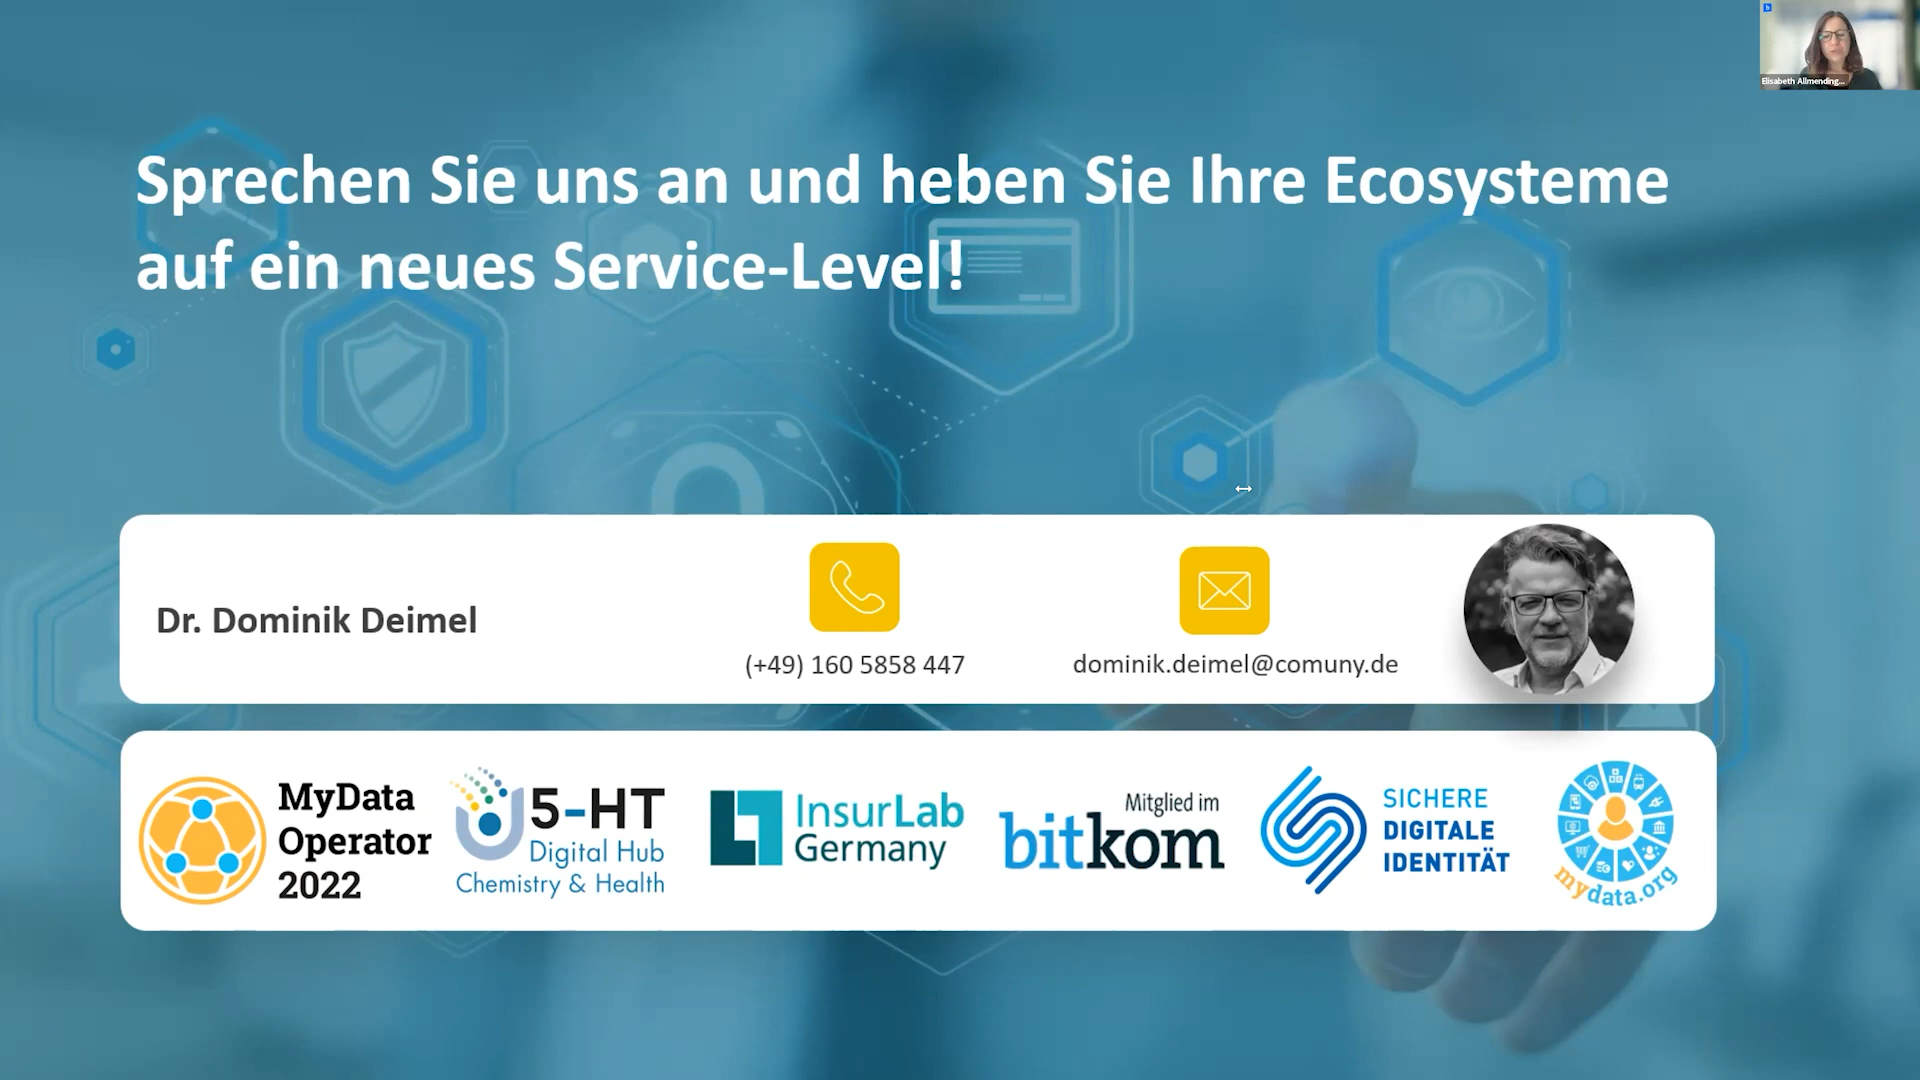 Elisabeth Allmending...
Sprechen Sie uns an und heben Sie Ihre Ecosysteme
auf ein neues Service-Level!
Dr. Dominik Deimel
(+49) 160 5858 447
dominik.deimel@comuny.de
MyData
Operator
2022
5-HT
Digital Hub
Chemistry & Health
InsurLab
Germany
Mitglied im
bitkom
SICHERE
DIGITALE
IDENTITÄT
mydata.org